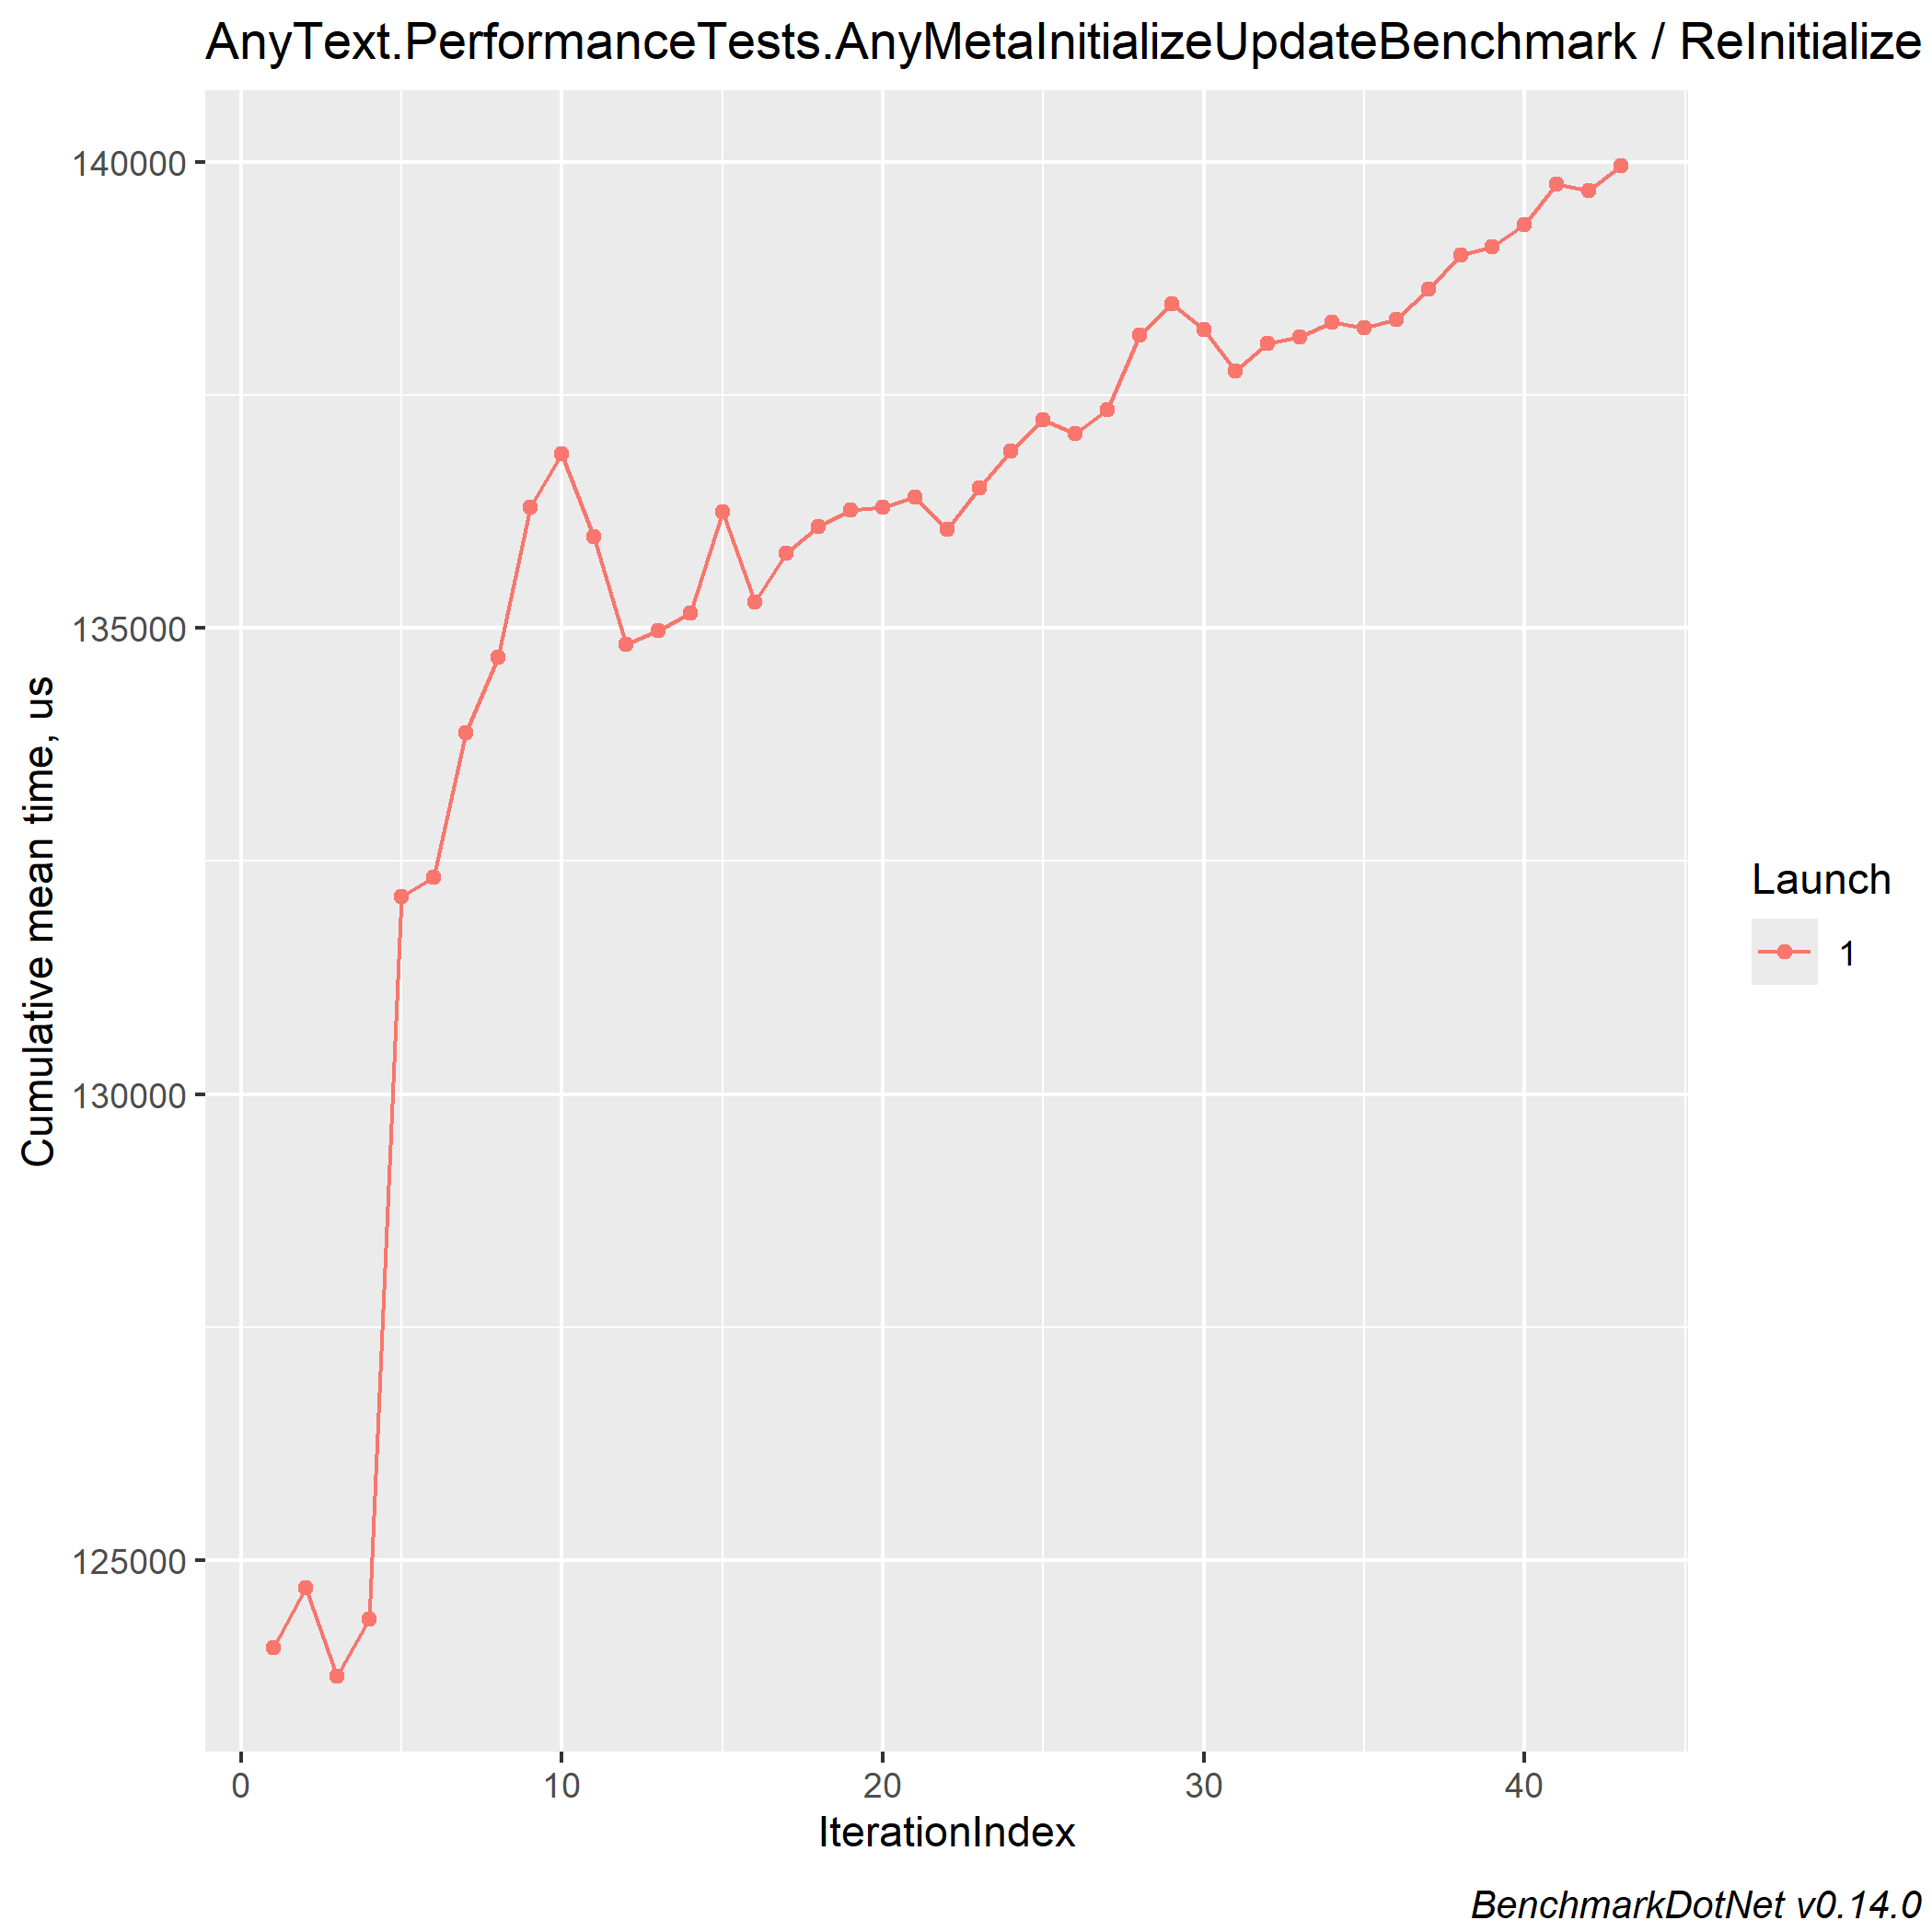 AnyText.PerformanceTests.AnyMetaInitializeUpdateBenchmark / ReInitialize
Cumulative mean time, us
140000
135000
130000
125000
0 10 20 30 40
IterationIndex
Launch
1
BenchmarkDotNet v0.14.0